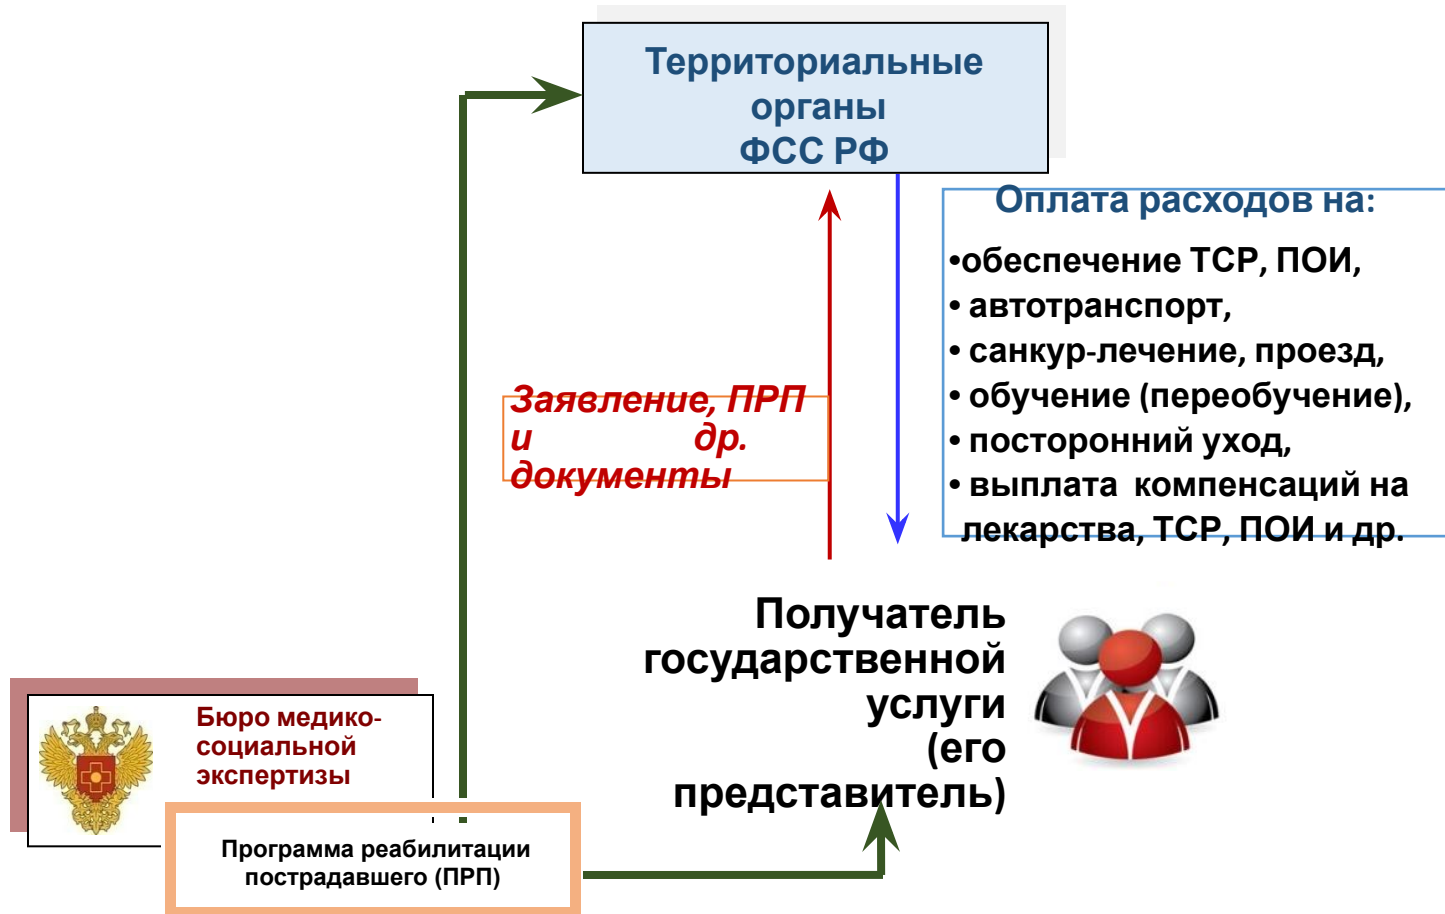 Территориальные
органы
ФСС РФ
Оплата расходов на:
•обеспечение ТСР, ПОИ,
• автотранспорт,
• санкур-лечение, проезд,
• обучение (переобучение),
• посторонний уход,
• выплата компенсаций на
лекарства, ТСР, ПОИ и др.
Заявление, ПРП
и др.
документы
Получатель
государственной
услуги
(его
представитель)
Бюро медико-
социальной
экспертизы
Программа реабилитации
пострадавшего (ПРП)